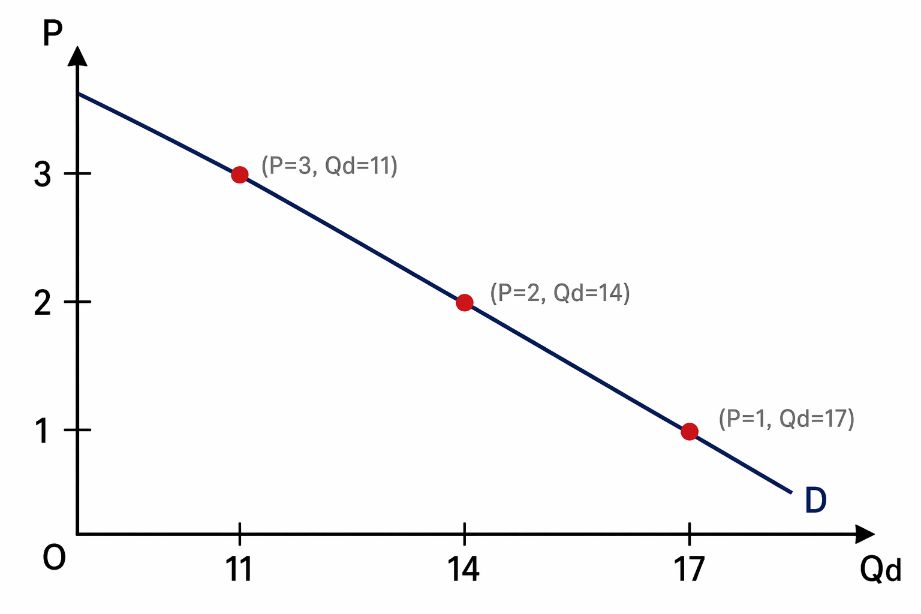 P
3
(P=3, Qd=11)
2
(P=2, Qd=14)
1
(P=1, Qd=17)
D
O
11
14
17
Qd